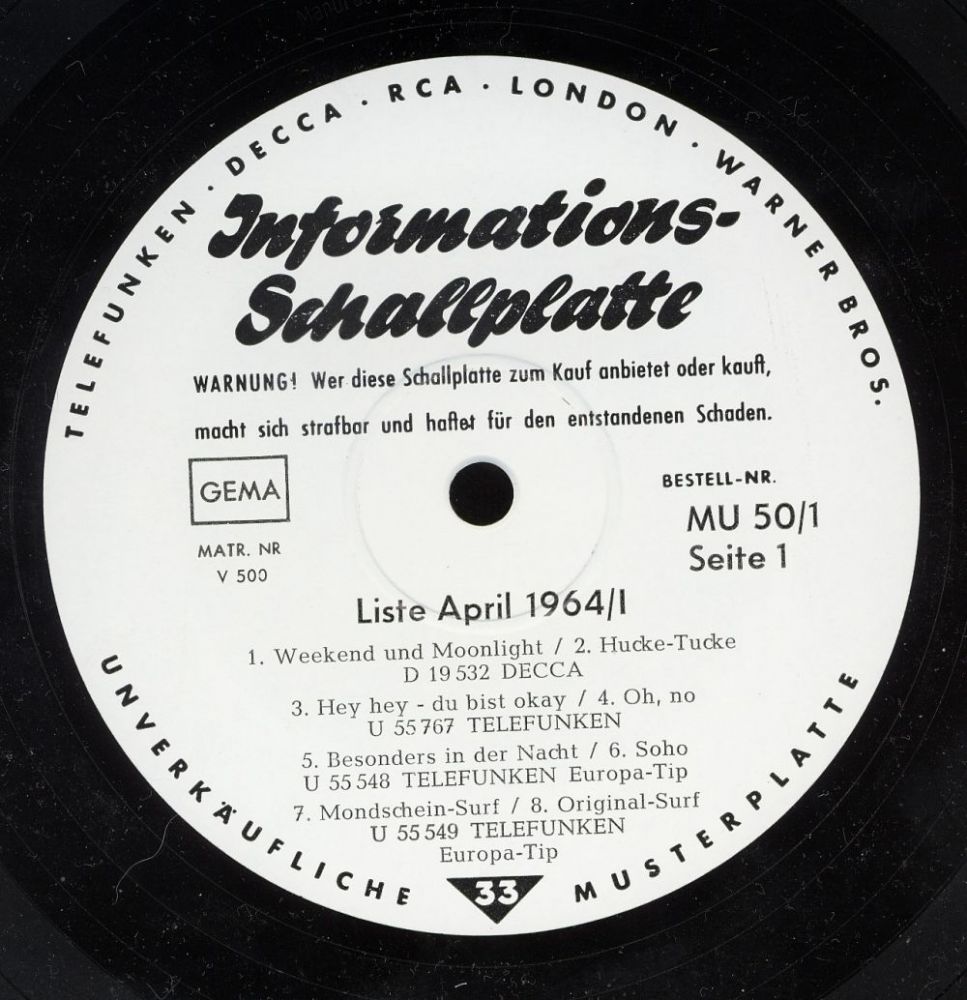 TELEFUNKEN · DECCA · RCA · LONDON · WARNER BROS.
Informations-
Schallplatte
WARNUNG! Wer diese Schallplatte zum Kauf anbietet oder kauft,
macht sich strafbar und haftet für den entstandenen Schaden.
GEMA
MATR. NR
V 500
BESTELL-NR.
MU 50/1
Seite 1
Liste April 1964/I
1. Weekend und Moonlight / 2. Hucke-Tucke
D 19 532 DECCA
3. Hey hey - du bist okay / 4. Oh, no
U 55 767 TELEFUNKEN
5. Besonders in der Nacht / 6. Soho
U 55 548 TELEFUNKEN Europa-Tip
7. Mondschein-Surf / 8. Original-Surf
U 55 549 TELEFUNKEN
Europa-Tip
33
UNVERKÄUFLICHE MUSTERPLATTE